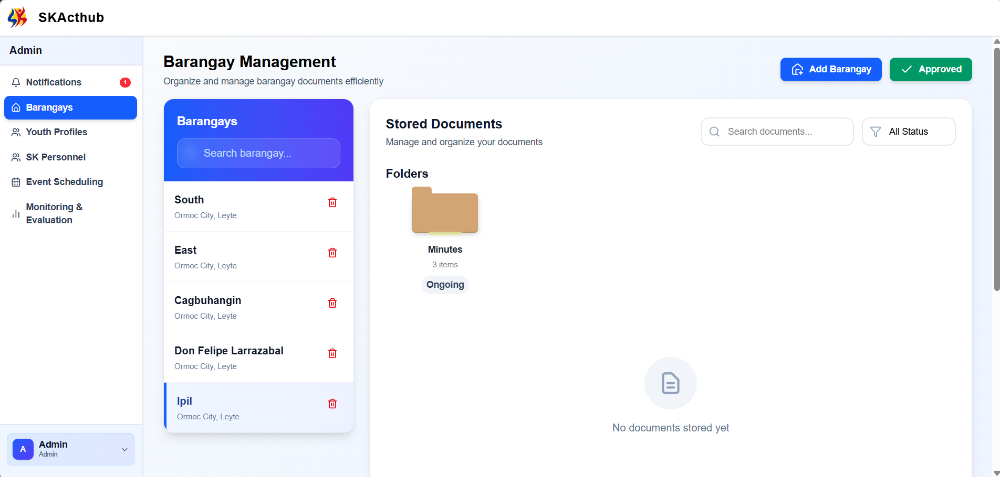 SKActhub
Admin
Notifications
1
Barangays
Youth Profiles
SK Personnel
Event Scheduling
Monitoring &
Evaluation
A
Admin
Admin
Barangay Management
Organize and manage barangay documents efficiently
Add Barangay
Approved
Barangays
Search barangay...
South
Ormoc City, Leyte
East
Ormoc City, Leyte
Cagbuhangin
Ormoc City, Leyte
Don Felipe Larrazabal
Ormoc City, Leyte
Ipil
Ormoc City, Leyte
Stored Documents
Manage and organize your documents
Search documents...
All Status
Folders
Minutes
3 items
Ongoing
No documents stored yet